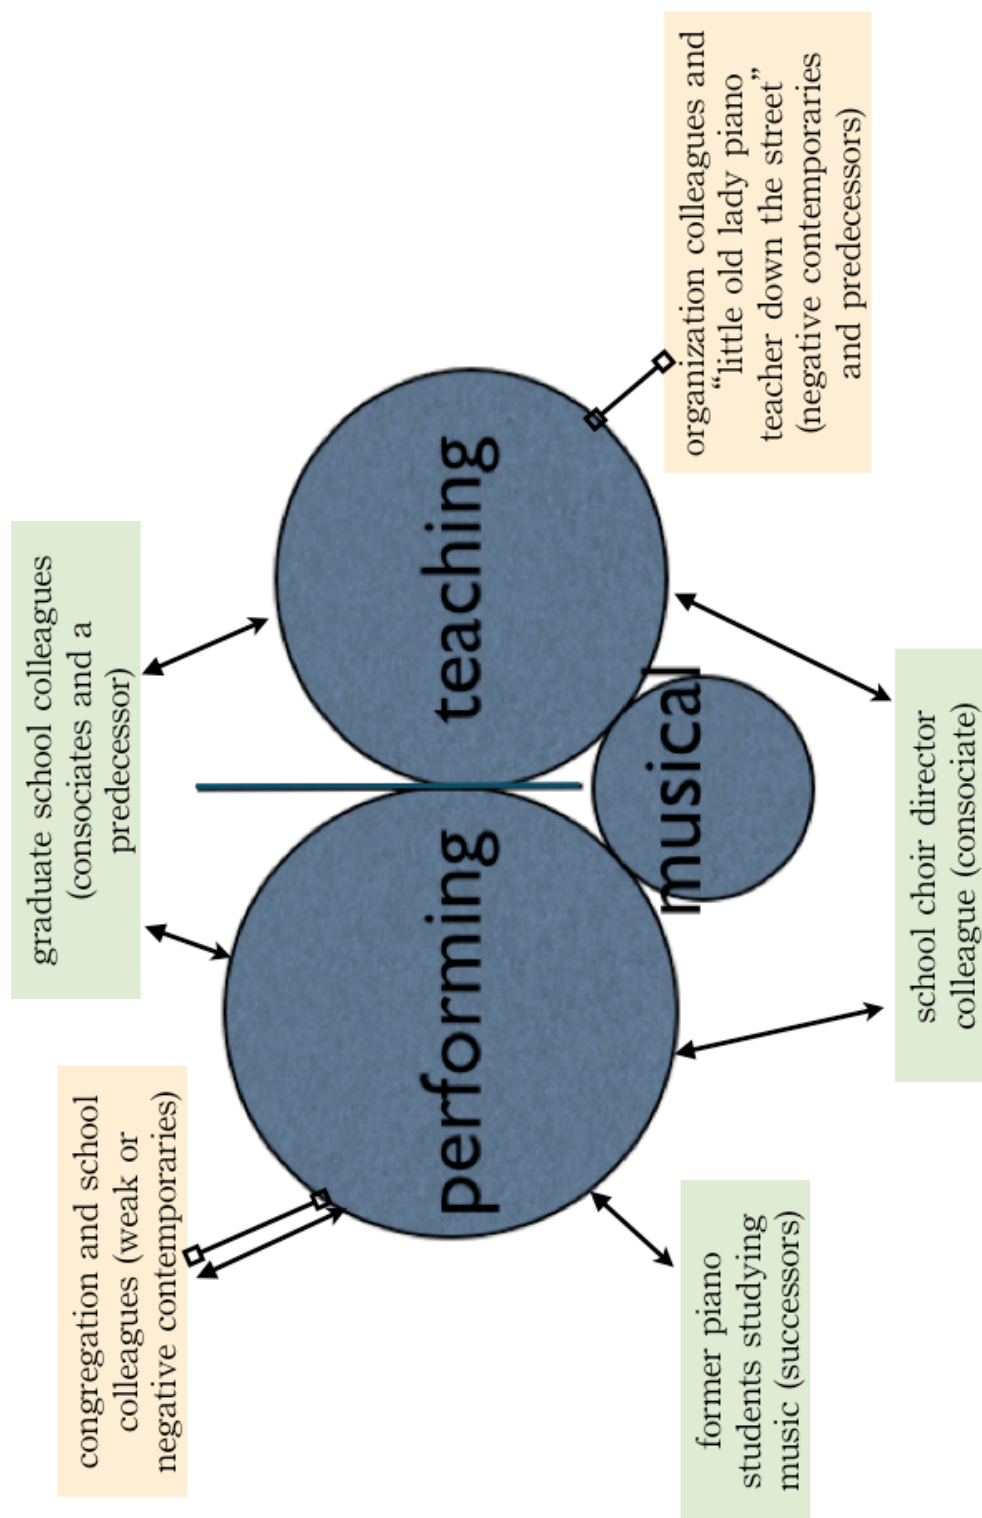 congregation and school
colleagues (weak or
negative contemporaries)
graduate school colleagues
(consociates and a
predecessor)
performing
teaching
musical
former piano
students studying
music (successors)
school choir director
colleague (consociate)
organization colleagues and
“little old lady piano
teacher down the street”
(negative contemporaries
and predecessors)